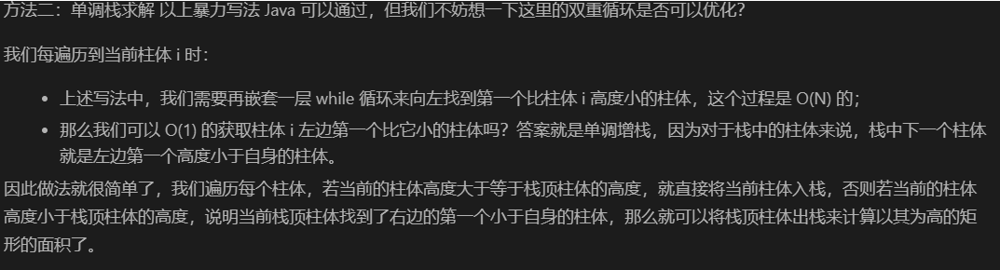 方法二：单调栈求解 以上暴力写法 Java 可以通过，但我们不妨想一下这里的双重循环是否可以优化？
我们每遍历到当前柱体 i 时：
• 上述写法中，我们需要再嵌套一层 while 循环来向左找到第一个比柱体 i 高度小的柱体，这个过程是 O(N) 的；
• 那么我们可以 O(1) 的获取柱体 i 左边第一个比它小的柱体吗？答案就是单调增栈，因为对于栈中的柱体来说，栈中下一个柱体
就是左边第一个高度小于自身的柱体。
因此做法就很简单了，我们遍历每个柱体，若当前的柱体高度大于等于栈顶柱体的高度，就直接将当前柱体入栈，否则若当前的柱体
高度小于栈顶柱体的高度，说明当前栈顶柱体找到了右边的第一个小于自身的柱体，那么就可以将栈顶柱体出栈来计算以其为高的矩
形的面积了。